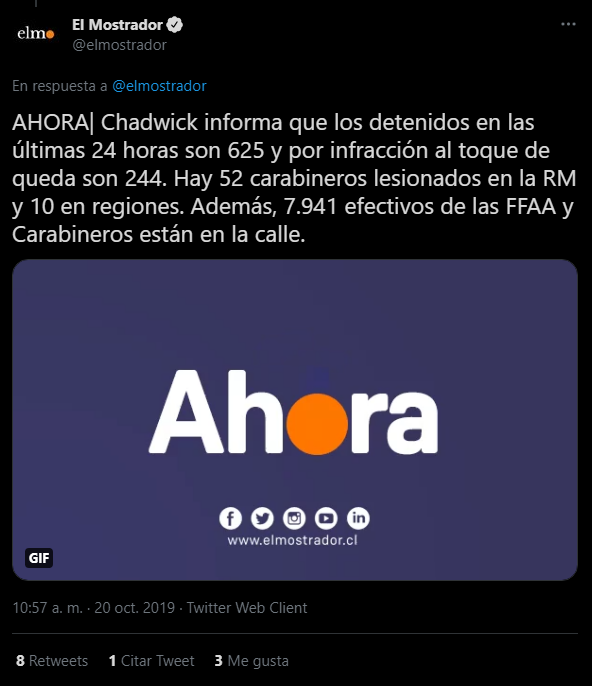 elmo
El Mostrador
@elmostrador
En respuesta a @elmostrador
AHORA| Chadwick informa que los detenidos en las
últimas 24 horas son 625 y por infracción al toque de
queda son 244. Hay 52 carabineros lesionados en la RM
y 10 en regiones. Además, 7.941 efectivos de las FFAA y
Carabineros están en la calle.
Ahora
www.elmostrador.cl
GIF
10:57 a. m. · 20 oct. 2019 · Twitter Web Client
8 Retweets 1 Citar Tweet 3 Me gusta